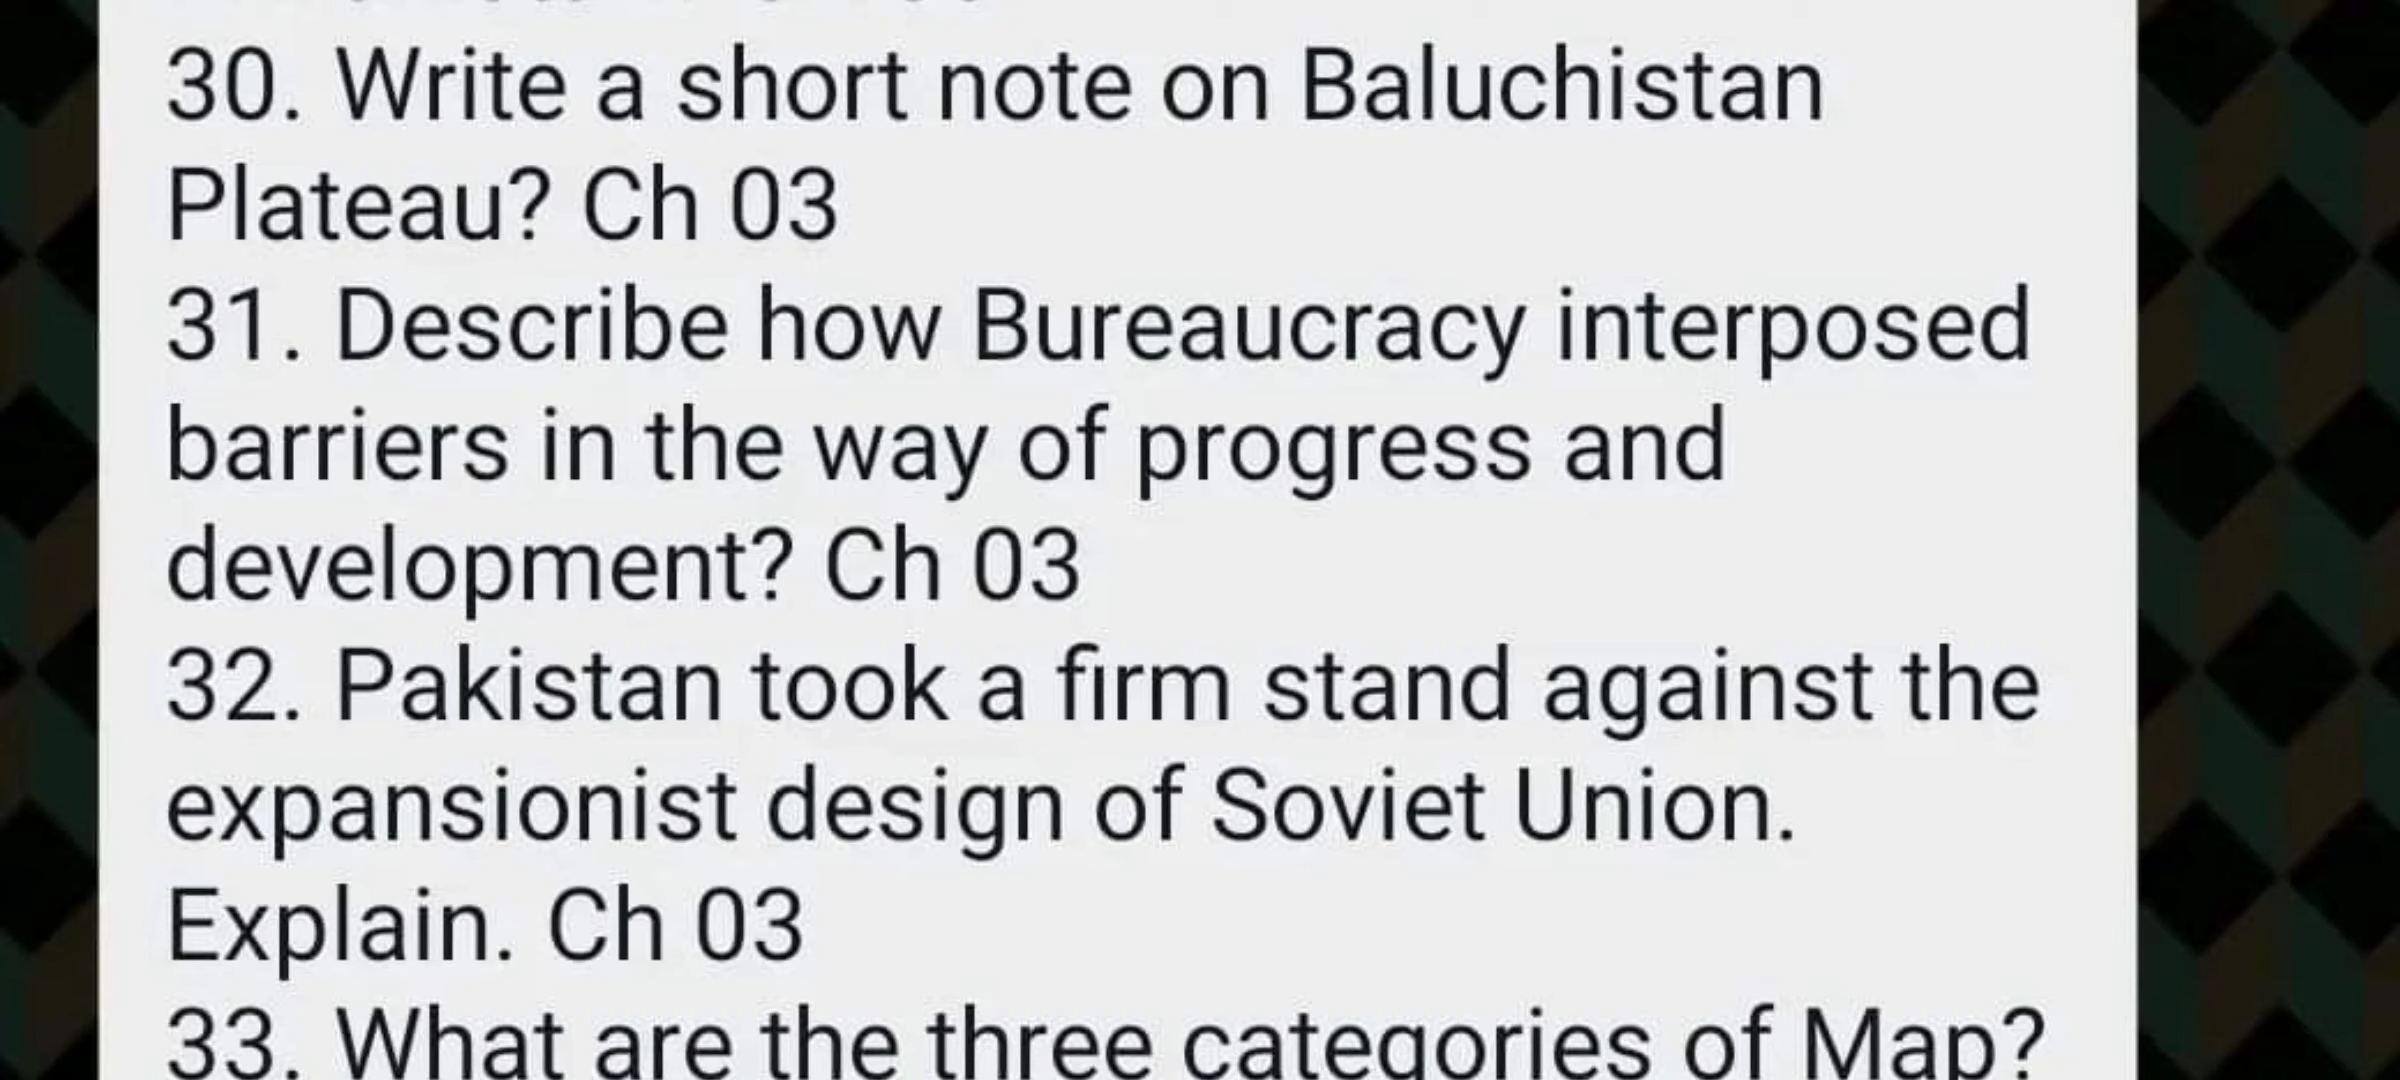 30. Write a short note on Baluchistan
Plateau? Ch 03
31. Describe how Bureaucracy interposed
barriers in the way of progress and
development? Ch 03
32. Pakistan took a firm stand against the
expansionist design of Soviet Union.
Explain. Ch 03
33. What are the three categories of Map?